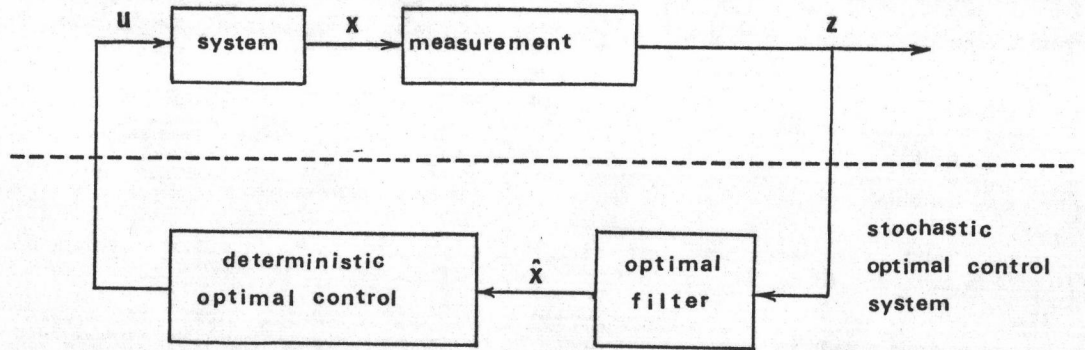 u
system
x
measurement
z
deterministic
optimal control
x̂
optimal
filter
stochastic
optimal control
system